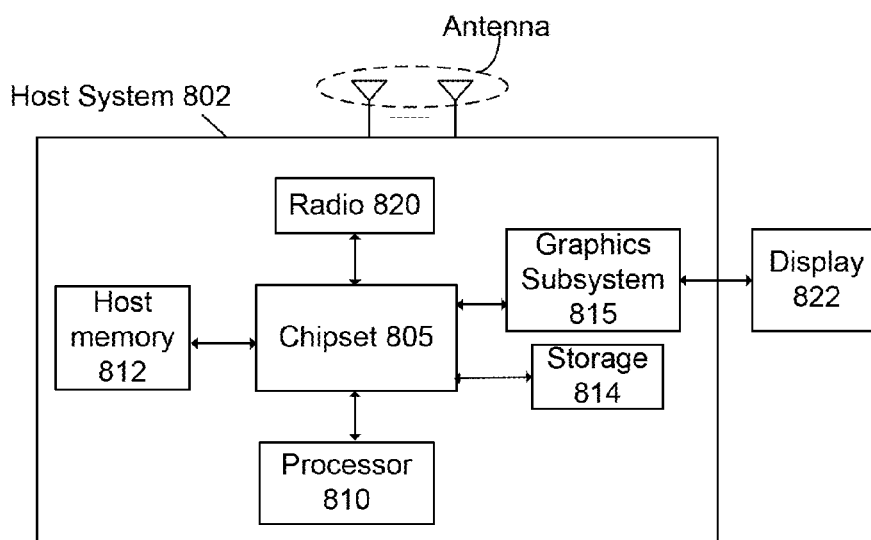 Antenna
Host System 802
Radio 820
Graphics
Subsystem
815
Display
822
Host
memory
812
Chipset 805
Storage
814
Processor
810